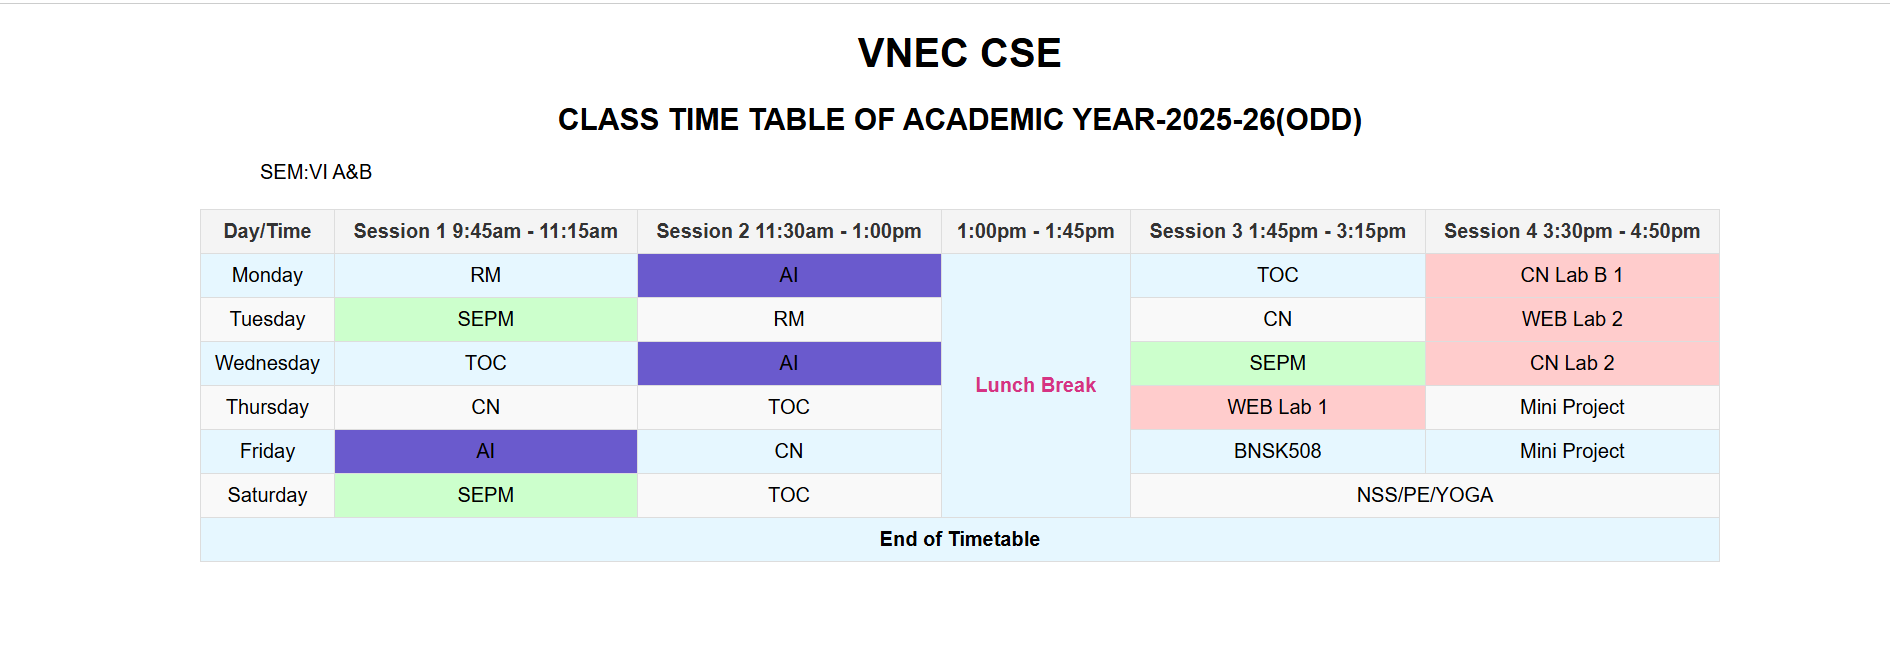 VNEC CSE
CLASS TIME TABLE OF ACADEMIC YEAR-2025-26(ODD)
SEM:VI A&B
Day/Time Session 1 9:45am - 11:15am Session 2 11:30am - 1:00pm 1:00pm - 1:45pm Session 3 1:45pm - 3:15pm Session 4 3:30pm - 4:50pm
Monday RM AI TOC CN Lab B 1
Tuesday SEPM RM CN WEB Lab 2
Wednesday TOC AI SEPM CN Lab 2
Lunch Break
Thursday CN TOC WEB Lab 1 Mini Project
Friday AI CN BNSK508 Mini Project
Saturday SEPM TOC NSS/PE/YOGA
End of Timetable